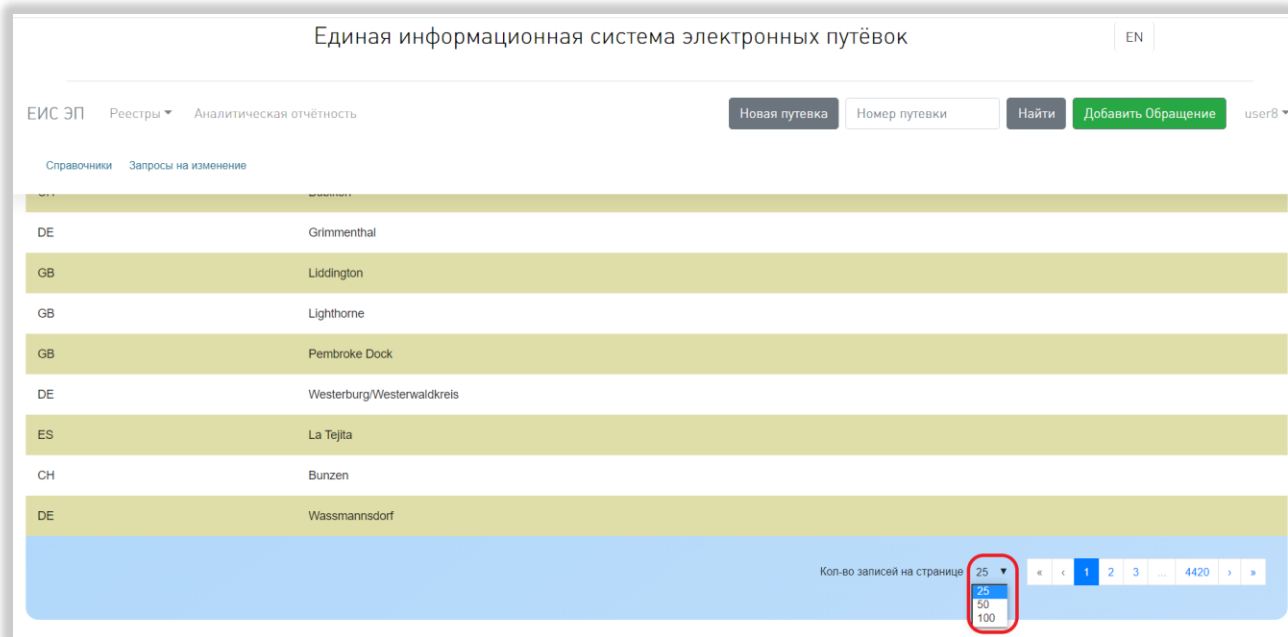 Единая информационная система электронных путёвок
EN
ЕИС ЭП Реестры Аналитическая отчётность Новая путевка Номер путевки Найти Добавить Обращение user8
Справочники Запросы на изменение
DE Grimmenthal
GB Liddington
GB Lighthorne
GB Pembroke Dock
DE Westerburg/Westerwaldkreis
ES La Tejita
CH Bunzen
DE Wassmannsdorf
Кол-во записей на странице 25 « ‹ 1 2 3 ... 4420 › »
25
50
100